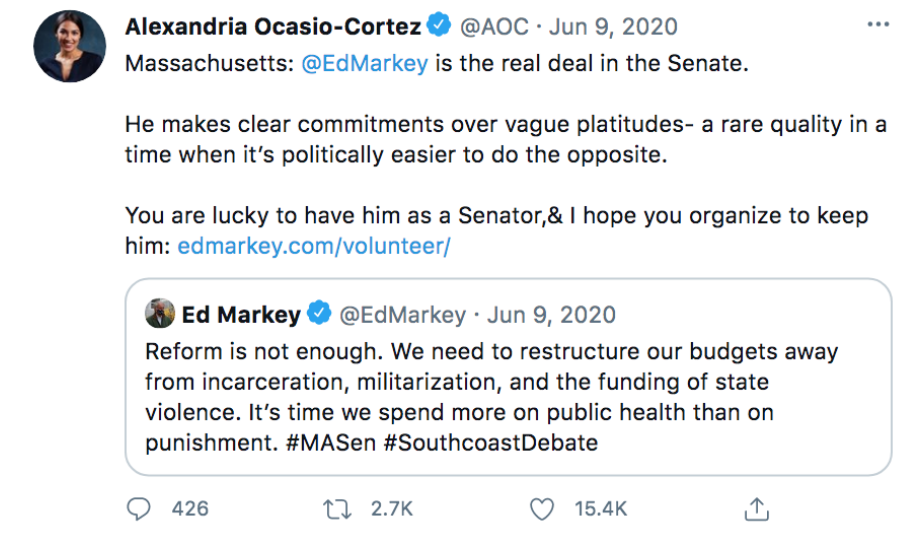 Alexandria Ocasio-Cortez @AOC · Jun 9, 2020
Massachusetts: @EdMarkey is the real deal in the Senate.
He makes clear commitments over vague platitudes- a rare quality in a
time when it’s politically easier to do the opposite.
You are lucky to have him as a Senator,& I hope you organize to keep
him: edmarkey.com/volunteer/
Ed Markey @EdMarkey · Jun 9, 2020
Reform is not enough. We need to restructure our budgets away
from incarceration, militarization, and the funding of state
violence. It’s time we spend more on public health than on
punishment. #MASen #SouthcoastDebate
426 2.7K 15.4K